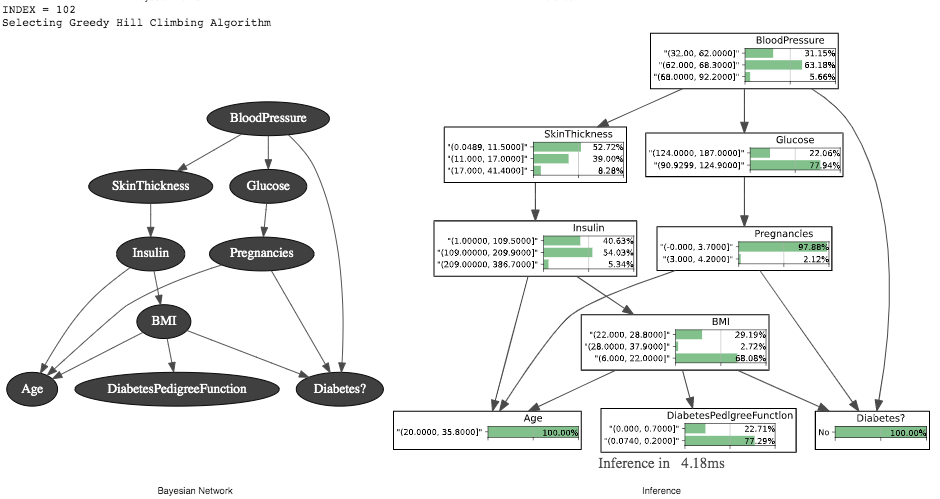 INDEX = 102
Selecting Greedy Hill Climbing Algorithm
BloodPressure
SkinThickness
Glucose
Insulin
Pregnancies
BMI
Age
DiabetesPedigreeFunction
Diabetes?
Bayesian Network
BloodPressure
"(32.00, 62.0000]" 31.15%
"(62.000, 68.3000]" 63.18%
"(68.0000, 92.2000]" 5.66%
SkinThickness
"(0.0489, 11.5000]" 52.72%
"(11.000, 17.0000]" 39.00%
"(17.000, 41.4000]" 8.28%
Glucose
"(124.0000, 187.0000]" 22.06%
"(90.9299, 124.9000]" 77.94%
Insulin
"(1.00000, 109.5000]" 40.63%
"(109.00000, 209.9000]" 54.03%
"(209.00000, 386.7000]" 5.34%
Pregnancies
"(-0.000, 3.7000]" 97.88%
"(3.000, 4.2000]" 2.12%
BMI
"(22.000, 28.8000]" 29.19%
"(28.0000, 37.9000]" 2.72%
"(6.000, 22.0000]" 68.08%
Age
"(20.0000, 35.8000]" 100.00%
DiabetesPedigreeFunction
"(0.000, 0.7000]" 22.71%
"(0.0740, 0.2000]" 77.29%
Diabetes?
No 100.00%
Inference in 4.18ms
Inference